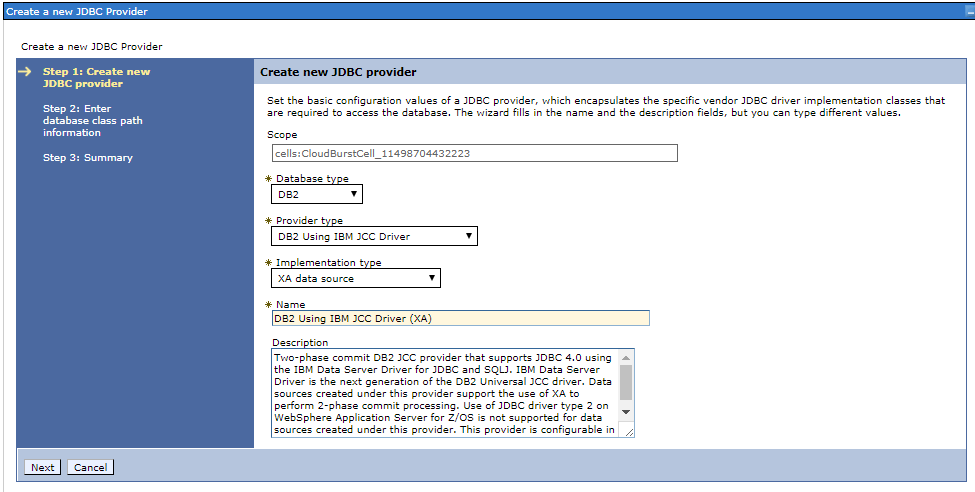 Create a new JDBC Provider
Create a new JDBC Provider
Step 1: Create new
JDBC provider
Step 2: Enter
database class path
information
Step 3: Summary
Create new JDBC provider
Set the basic configuration values of a JDBC provider, which encapsulates the specific vendor JDBC driver implementation classes that
are required to access the database. The wizard fills in the name and the description fields, but you can type different values.
Scope
cells:CloudBurstCell_11498704432223
* Database type
DB2
* Provider type
DB2 Using IBM JCC Driver
* Implementation type
XA data source
* Name
DB2 Using IBM JCC Driver (XA)
Description
Two-phase commit DB2 JCC provider that supports JDBC 4.0 using
the IBM Data Server Driver for JDBC and SQLJ. IBM Data Server
Driver is the next generation of the DB2 Universal JCC driver. Data
sources created under this provider support the use of XA to
perform 2-phase commit processing. Use of JDBC driver type 2 on
WebSphere Application Server for Z/OS is not supported for data
sources created under this provider. This provider is configurable in
Next
Cancel